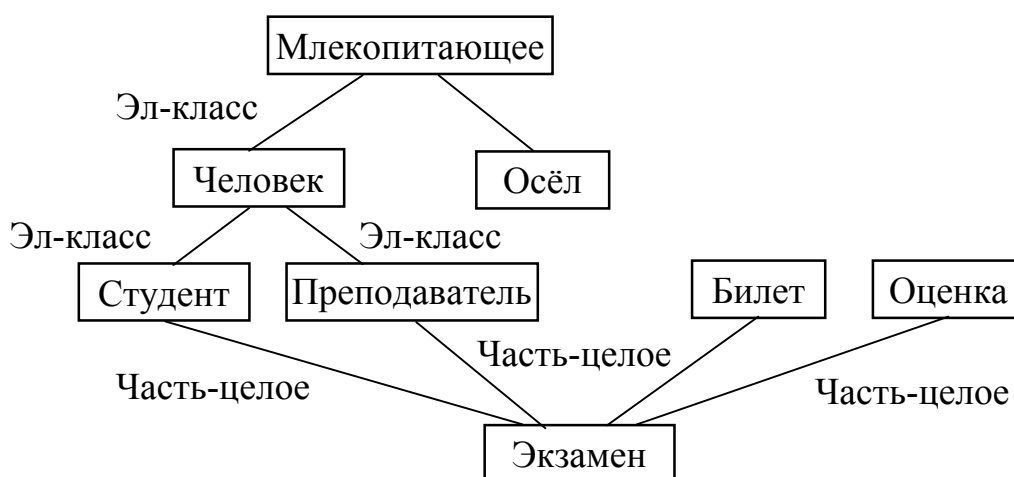 Млекопитающее
Эл-класс
Человек
Осёл
Эл-класс
Эл-класс
Студент
Преподаватель
Билет
Оценка
Часть-целое
Часть-целое
Часть-целое
Экзамен